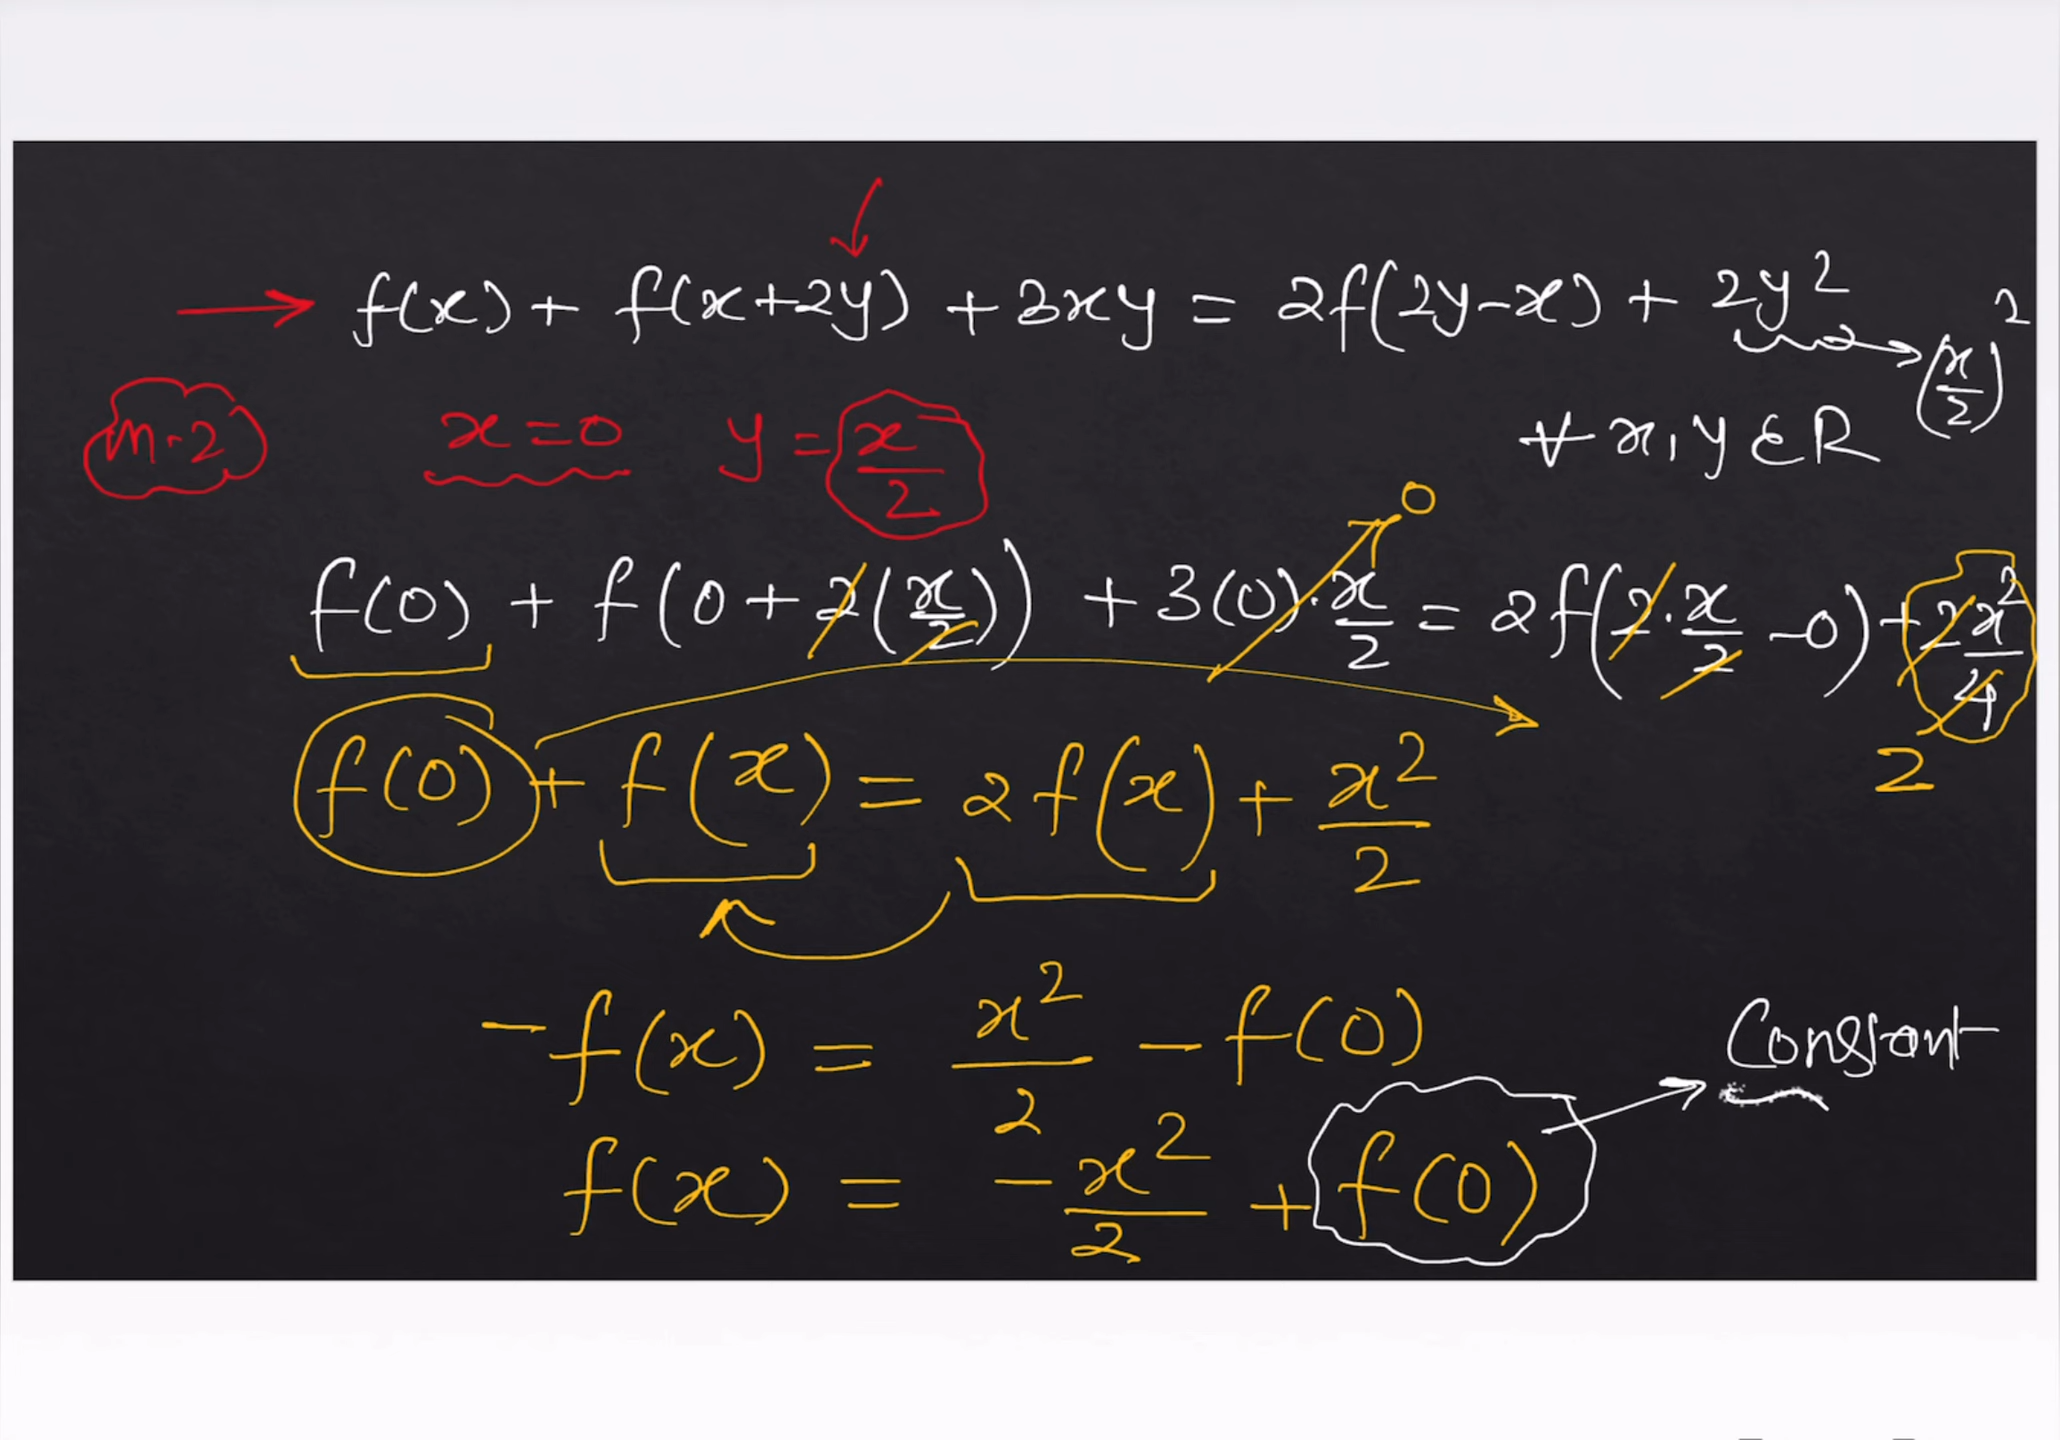 → f(x) + f(x+2y) + 3xy = 2f(2y-x) + 2y² → (x/2)²
∀ x, y ∈ R
m-2 x=0 y = x/2
f(0) + f(0+2(x/2)) + 3(0)·x/2 = 2f(2·x/2 -0) + 2x²/4
0
2
f(0) + f(x) = 2f(x) + x²/2
-f(x) = x²/2 - f(0)
f(x) = -x²/2 + f(0) → Constant